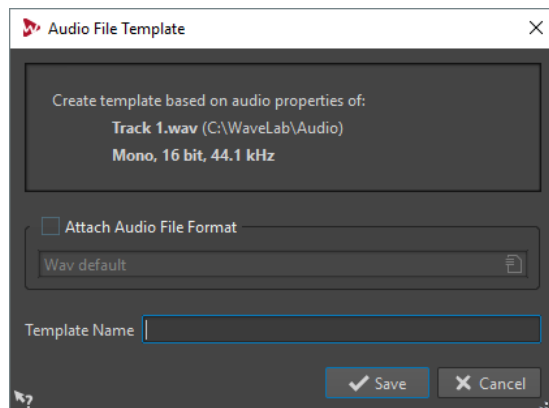 Audio File Template
Create template based on audio properties of:
Track 1.wav (C:\WaveLab\Audio)
Mono, 16 bit, 44.1 kHz
Attach Audio File Format
Wav default
Template Name
Save Cancel